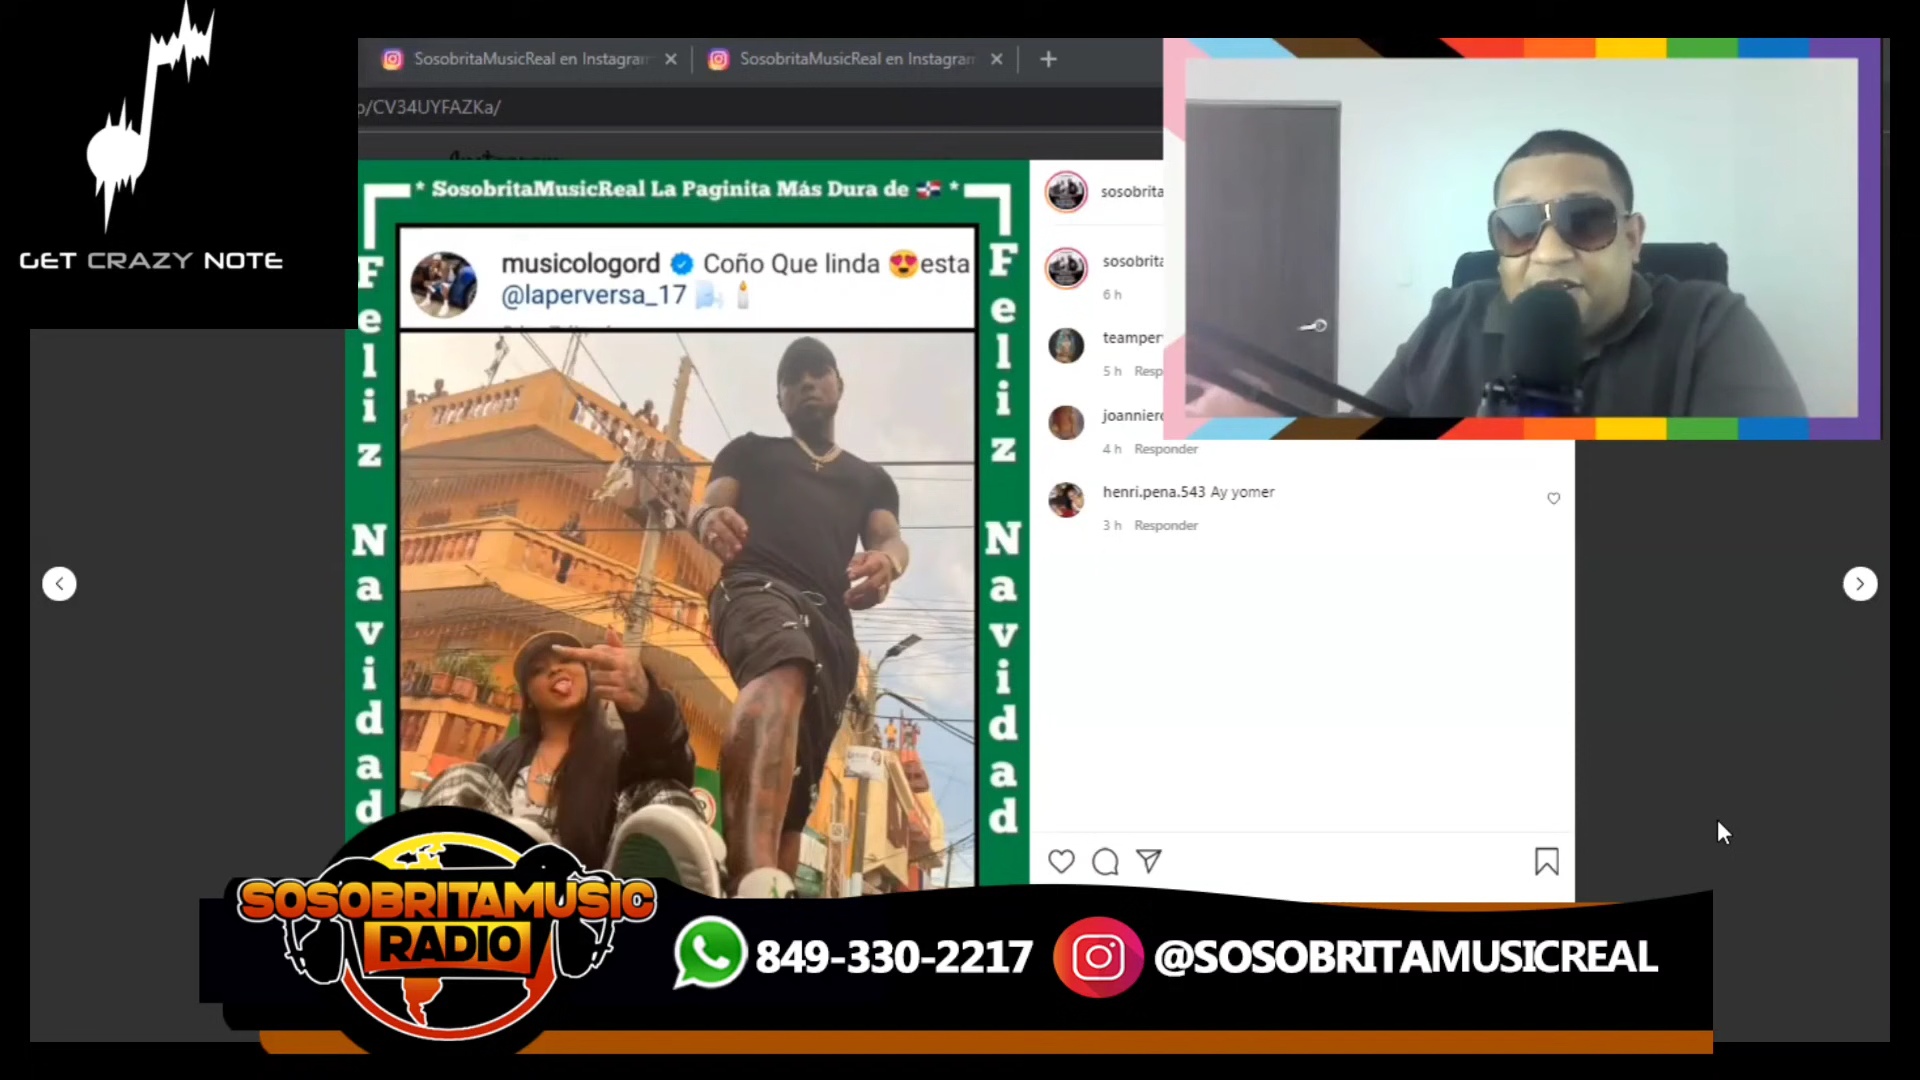 GET CRAZY NOTE
SosobritaMusicReal en Instagram
SosobritaMusicReal en Instagram
/CV34UYFAZKa/
* SosobritaMusicReal La Paginita Más Dura de 🇩🇴 *
Feliz Navidad
musicologord Coño Que linda 😍esta
@laperversa_17 🌬️🕯️
Feliz Navidad
sosobrita
sosobrita
6 h
teamper
5 h Resp
joannier
4 h Responder
henri.pena.543 Ay yomer
3 h Responder
SOSOBRITAMUSIC
RADIO
849-330-2217
@SOSOBRITAMUSICREAL